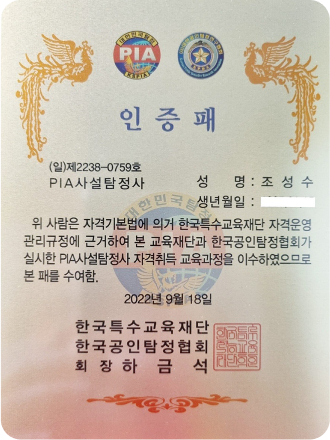 대한민국탐정
PIA
KSPIA
인증패
(일)제2238-0759호
PIA사설탐정사
성 명 : 조성수
생년월일 :
위 사람은 자격기본법에 의거 한국특수교육재단 자격운영
관리규정에 근거하여 본 교육재단과 한국공인탐정협회가
실시한 PIA사설탐정사 자격취득 교육과정을 이수하였으므로
본 패를 수여함.
2022년 9월 18일
한국특수교육재단
한국공인탐정협회
회 장 하 금 석